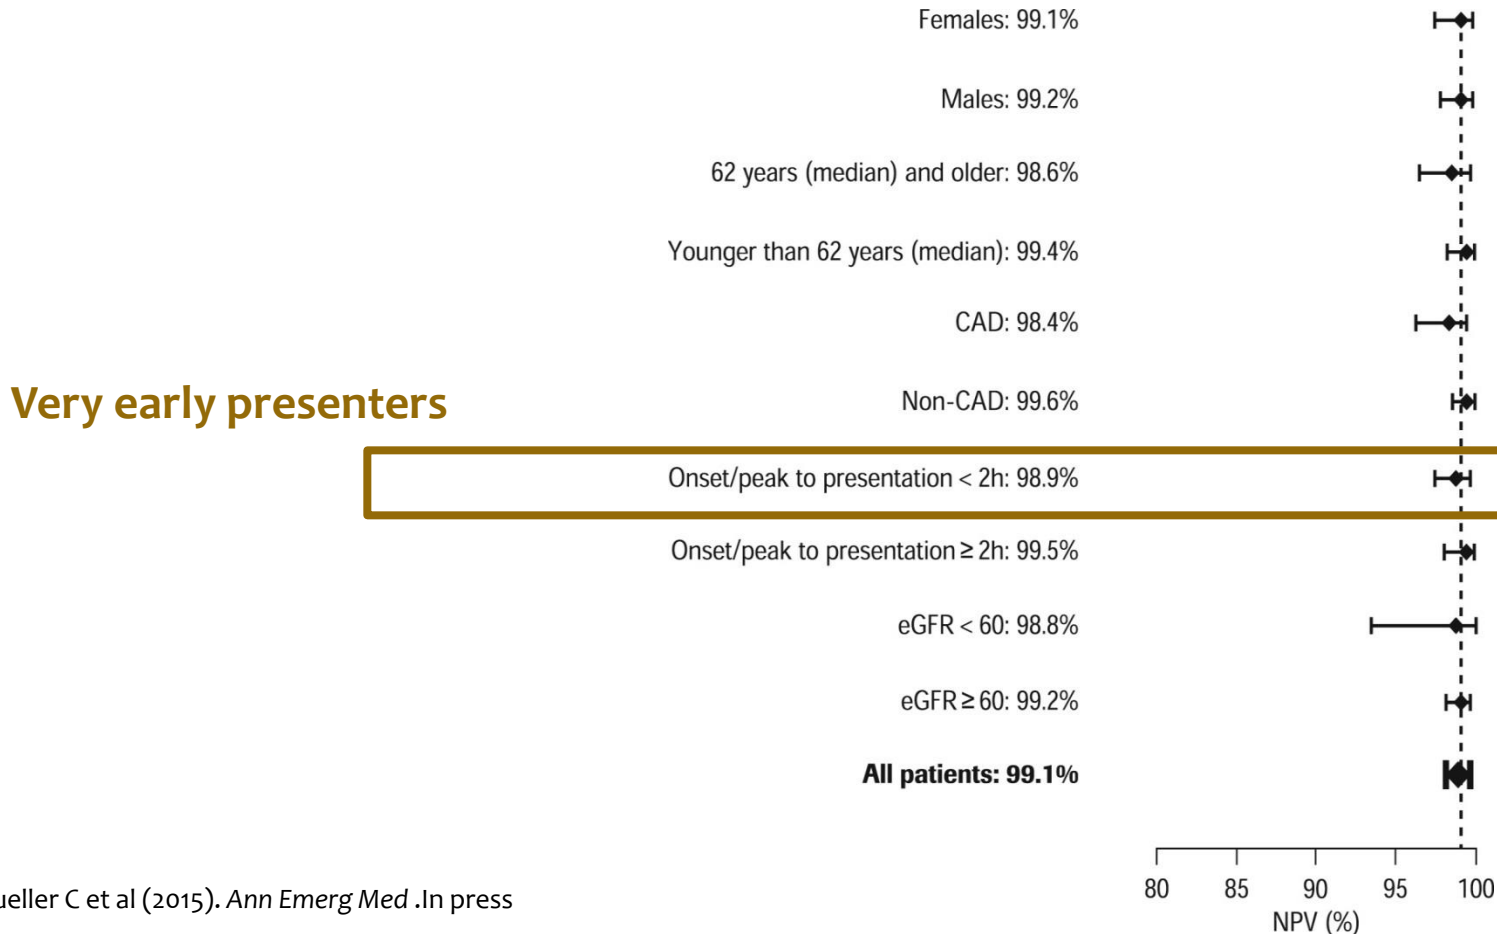 Females: 99.1%
Males: 99.2%
62 years (median) and older: 98.6%
Younger than 62 years (median): 99.4%
CAD: 98.4%
Very early presenters
Non-CAD: 99.6%
Onset/peak to presentation < 2h: 98.9%
Onset/peak to presentation ≥ 2h: 99.5%
eGFR < 60: 98.8%
eGFR ≥ 60: 99.2%
All patients: 99.1%
80 85 90 95 100
NPV (%)
ueller C et al (2015). Ann Emerg Med .In press